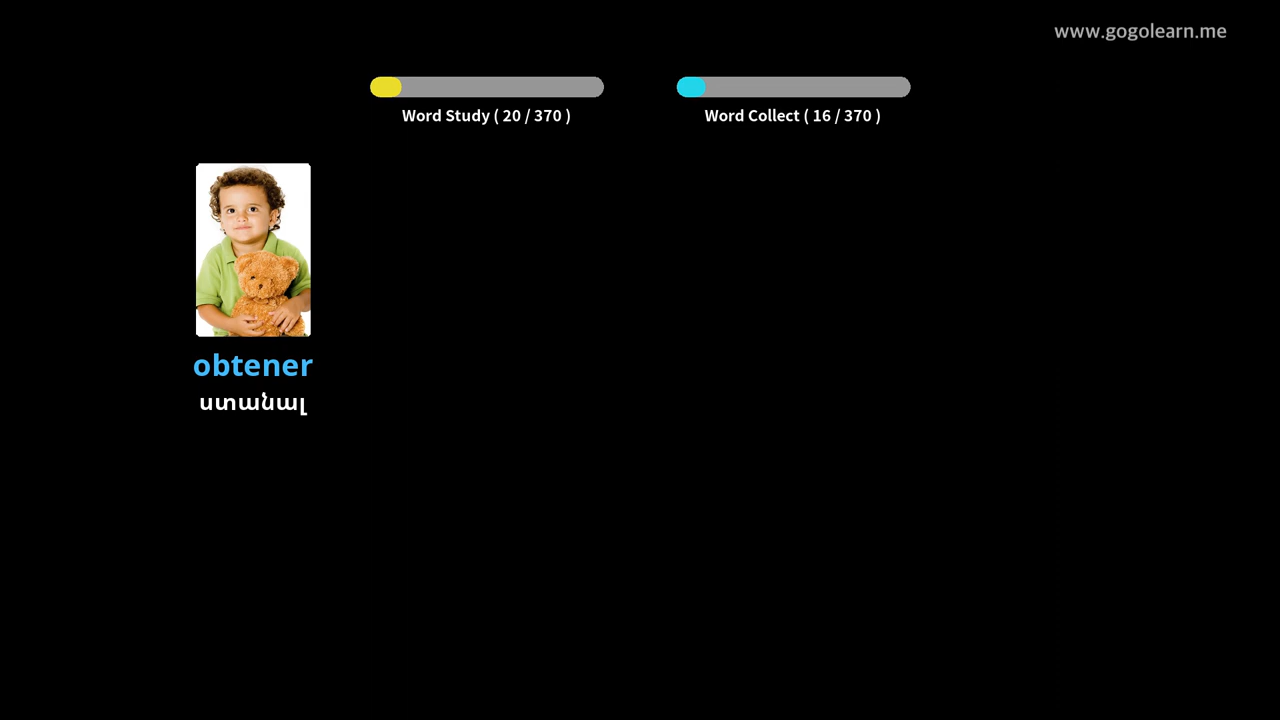 www.gogolearn.me
Word Study ( 20 / 370 )
Word Collect ( 16 / 370 )
obtener
ստանալ